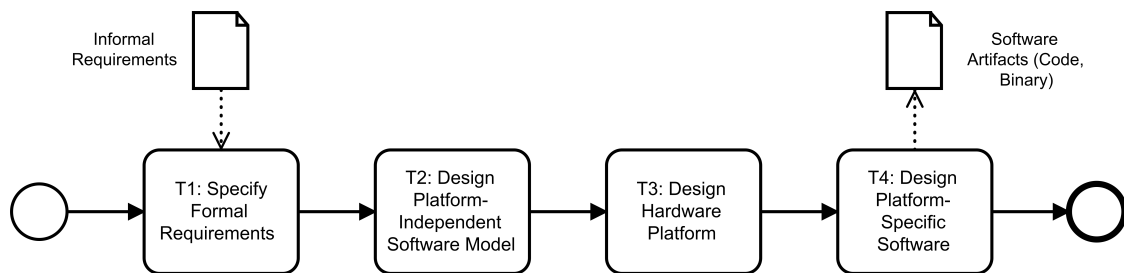 Informal
Requirements
Software
Artifacts (Code,
Binary)
T1: Specify
Formal
Requirements
T2: Design
Platform-
Independent
Software Model
T3: Design
Hardware
Platform
T4: Design
Platform-
Specific
Software